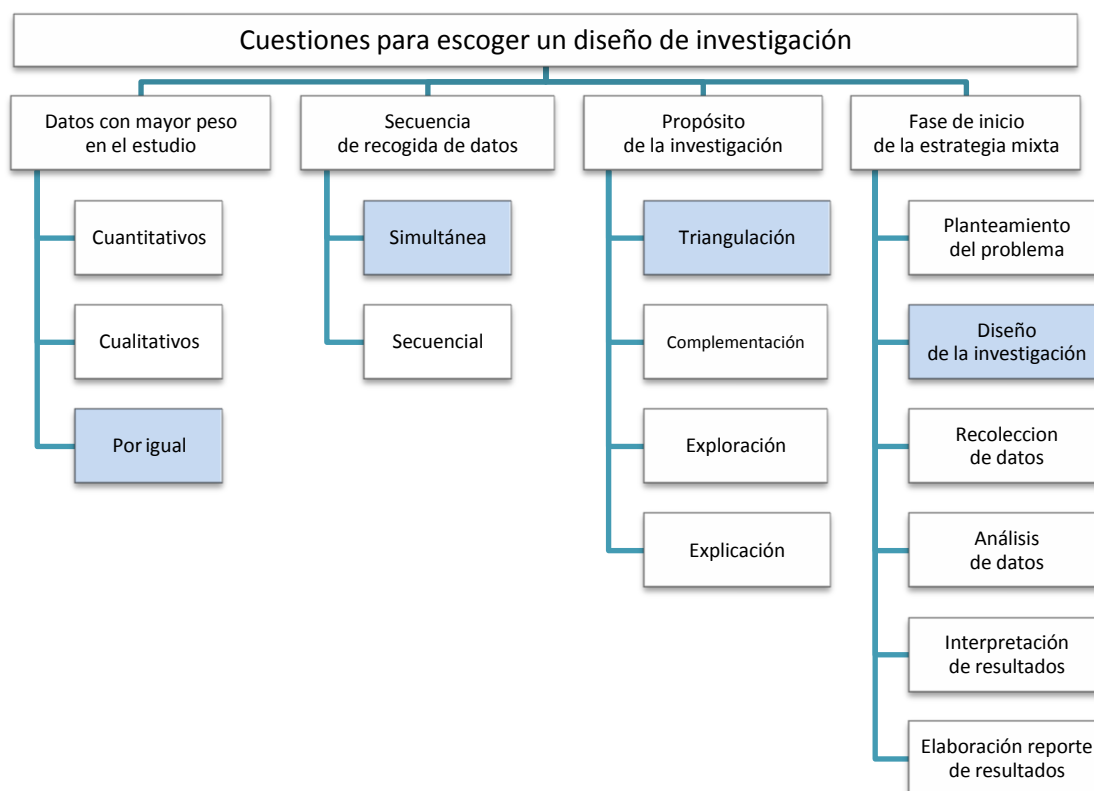 Cuestiones para escoger un diseño de investigación
Datos con mayor peso
en el estudio
Cuantitativos
Cualitativos
Por igual
Secuencia
de recogida de datos
Simultánea
Secuencial
Propósito
de la investigación
Triangulación
Complementación
Exploración
Explicación
Fase de inicio
de la estrategia mixta
Planteamiento
del problema
Diseño
de la investigación
Recoleccion
de datos
Análisis
de datos
Interpretación
de resultados
Elaboración reporte
de resultados